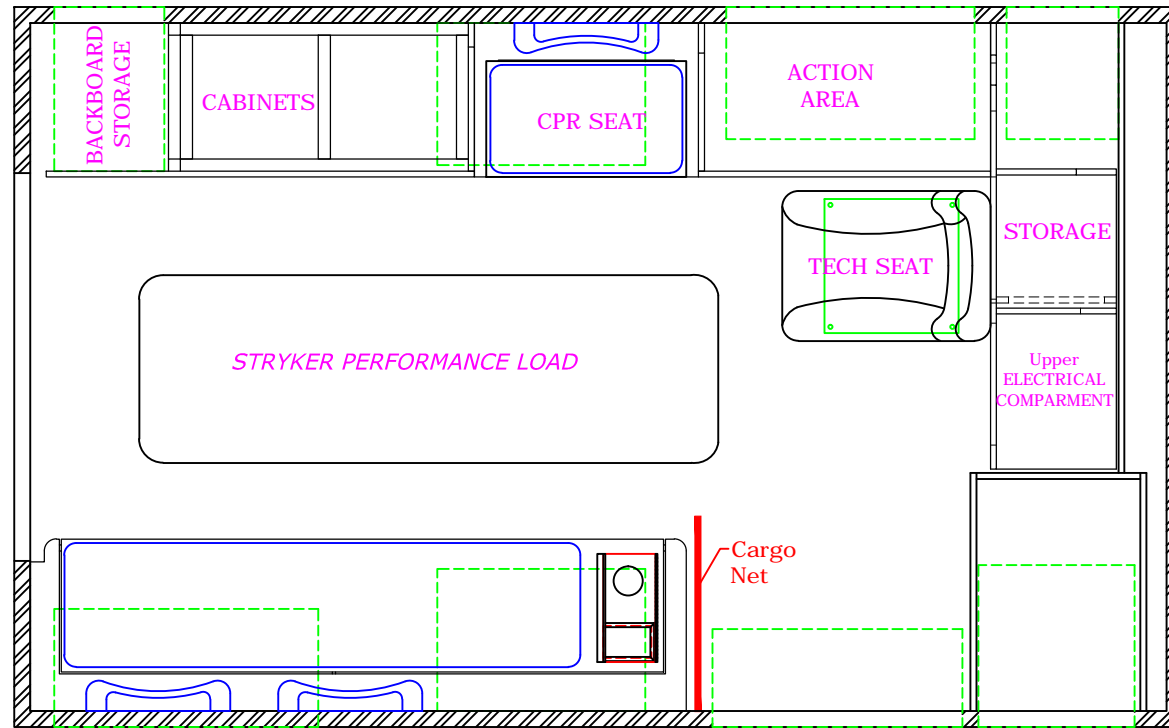 BACKBOARD
STORAGE
CABINETS
CPR SEAT
ACTION
AREA
TECH SEAT
STORAGE
STRYKER PERFORMANCE LOAD
Upper
ELECTRICAL
COMPARMENT
Cargo
Net